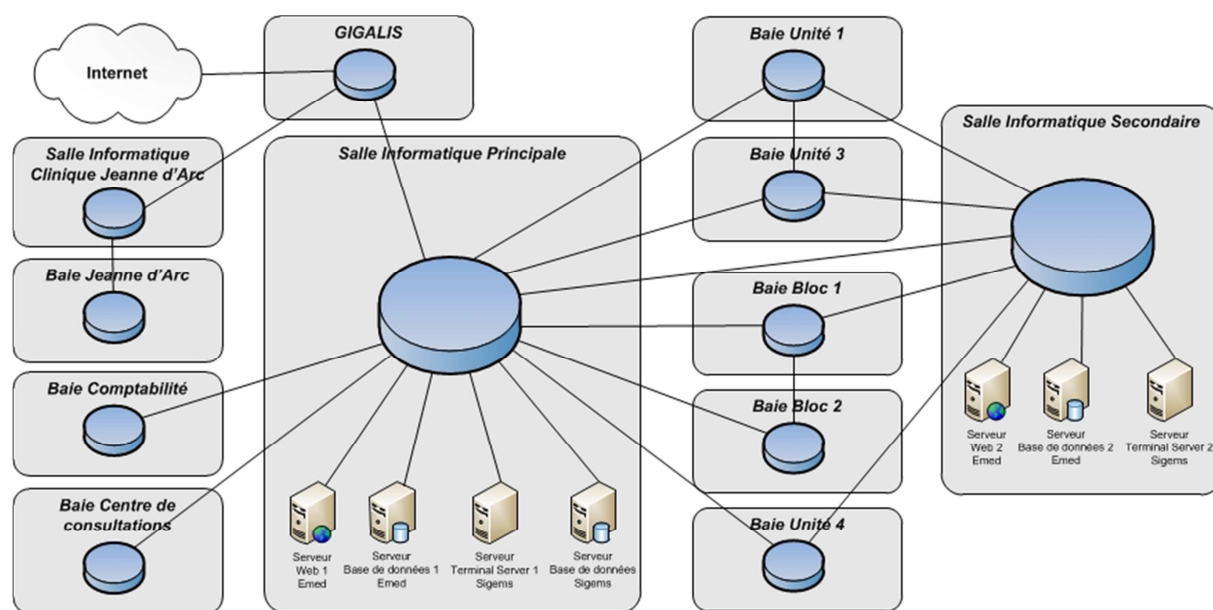 GIGALIS
Internet
Baie Unité 1
Salle Informatique Secondaire
Salle Informatique
Clinique Jeanne d'Arc
Salle Informatique Principale
Baie Unité 3
Baie Jeanne d'Arc
Baie Bloc 1
Baie Comptabilité
Baie Bloc 2
Serveur
Web 2
Emed
Serveur
Base de données 2
Emed
Serveur
Terminal Server 2
Sigems
Baie Centre de
consultations
Baie Unité 4
Serveur
Web 1
Emed
Serveur
Base de données 1
Emed
Serveur
Terminal Server 1
Sigems
Serveur
Base de données
Sigems